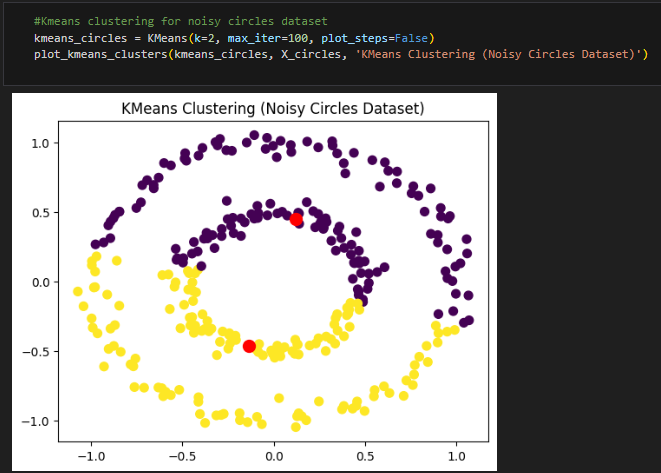 #Kmeans clustering for noisy circles dataset
kmeans_circles = KMeans(k=2, max_iter=100, plot_steps=False)
plot_kmeans_clusters(kmeans_circles, X_circles, 'KMeans Clustering (Noisy Circles Dataset)')
KMeans Clustering (Noisy Circles Dataset)
1.0
0.5
0.0
−0.5
−1.0
−1.0 −0.5 0.0 0.5 1.0